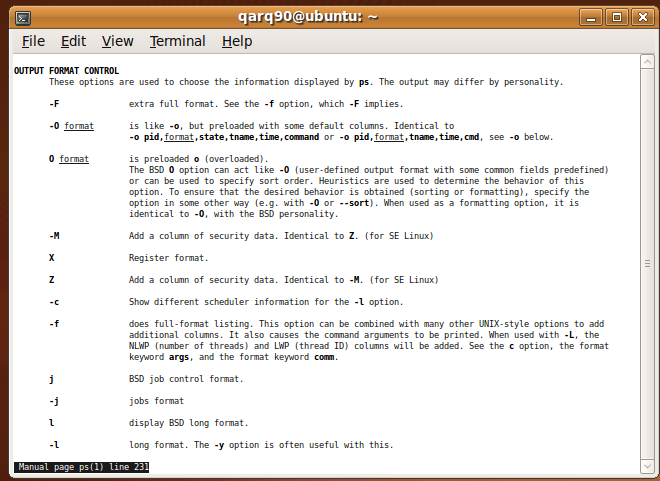 qarq90@ubuntu: ~
File Edit View Terminal Help
OUTPUT FORMAT CONTROL
These options are used to choose the information displayed by ps. The output may differ by personality.
-F extra full format. See the -f option, which -F implies.
-O format is like -o, but preloaded with some default columns. Identical to
-o pid,format,state,tname,time,command or -o pid,format,tname,time,cmd, see -o below.
O format is preloaded o (overloaded).
The BSD O option can act like -O (user-defined output format with some common fields predefined)
or can be used to specify sort order. Heuristics are used to determine the behavior of this
option. To ensure that the desired behavior is obtained (sorting or formatting), specify the
option in some other way (e.g. with -O or --sort). When used as a formatting option, it is
identical to -O, with the BSD personality.
-M Add a column of security data. Identical to Z. (for SE Linux)
X Register format.
Z Add a column of security data. Identical to -M. (for SE Linux)
-c Show different scheduler information for the -l option.
-f does full-format listing. This option can be combined with many other UNIX-style options to add
additional columns. It also causes the command arguments to be printed. When used with -L, the
NLWP (number of threads) and LWP (thread ID) columns will be added. See the c option, the format
keyword args, and the format keyword comm.
j BSD job control format.
-j jobs format
l display BSD long format.
-l long format. The -y option is often useful with this.
Manual page ps(1) line 231